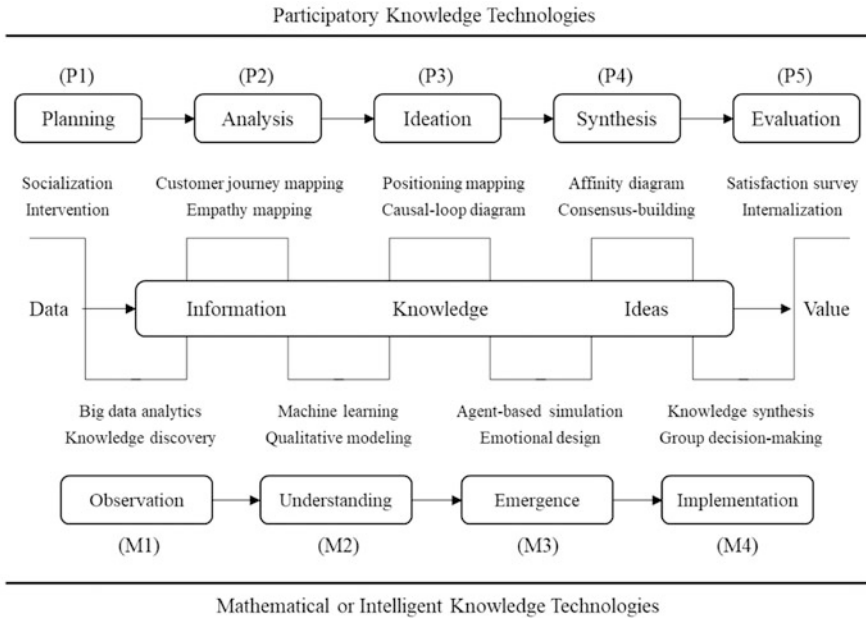 Participatory Knowledge Technologies
(P1) (P2) (P3) (P4) (P5)
Planning Analysis Ideation Synthesis Evaluation
Socialization Customer journey mapping Positioning mapping Affinity diagram Satisfaction survey
Intervention Empathy mapping Causal-loop diagram Consensus-building Internalization
Data Information Knowledge Ideas Value
Big data analytics Machine learning Agent-based simulation Knowledge synthesis
Knowledge discovery Qualitative modeling Emotional design Group decision-making
Observation Understanding Emergence Implementation
(M1) (M2) (M3) (M4)
Mathematical or Intelligent Knowledge Technologies